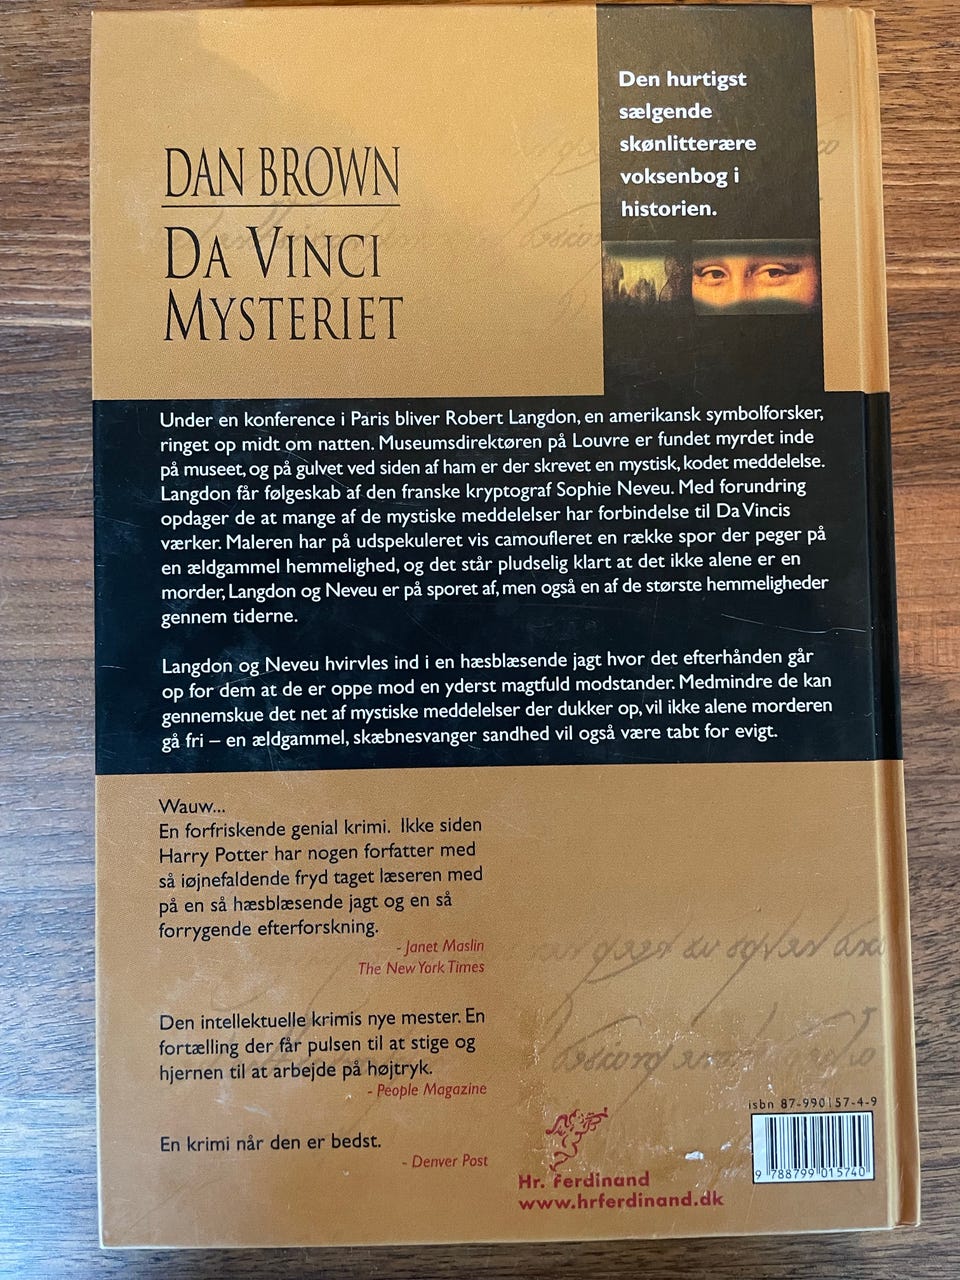 Den hurtigst
sælgende
skønlitterære
voksenbog i
historien.
DAN BROWN
DA VINCI
MYSTERIET
Under en konference i Paris bliver Robert Langdon, en amerikansk symbolforsker,
ringet op midt om natten. Museumsdirektøren på Louvre er fundet myrdet inde
på museet, og på gulvet ved siden af ham er der skrevet en mystisk, kodet meddelelse.
Langdon får følgeskab af den franske kryptograf Sophie Neveu. Med forundring
opdager de at mange af de mystiske meddelelser har forbindelse til Da Vincis
værker. Maleren har på udspekuleret vis camoufleret en række spor der peger på
en ældgammel hemmelighed, og det står pludselig klart at det ikke alene er en
morder, Langdon og Neveu er på sporet af, men også en af de største hemmeligheder
gennem tiderne.
Langdon og Neveu hvirvles ind i en hæsblæsende jagt hvor det efterhånden går
op for dem at de er oppe mod en yderst magtfuld modstander. Medmindre de kan
gennemskue det net af mystiske meddelelser der dukker op, vil ikke alene morderen
gå fri – en ældgammel, skæbnesvanger sandhed vil også være tabt for evigt.
Wauw...
En forfriskende genial krimi. Ikke siden
Harry Potter har nogen forfatter med
så iøjnefaldende fryd taget læseren med
på en så hæsblæsende jagt og en så
forrygende efterforskning.
- Janet Maslin
The New York Times
Den intellektuelle krimis nye mester. En
fortælling der får pulsen til at stige og
hjernen til at arbejde på højtryk.
- People Magazine
En krimi når den er bedst.
- Denver Post
Hr. Ferdinand
www.hrferdinand.dk
isbn 87-990157-4-9
9 788799 015740